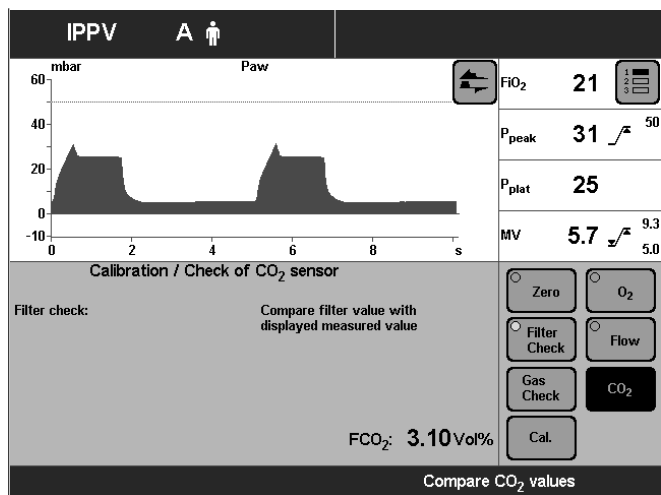 IPPV A
mbar Paw
60
40
20
0
-10
0 2 4 6 8 s
FiO2 21
1
2
3
Ppeak 31 50
Pplat 25
MV 5.7 9.3
5.0
Calibration / Check of CO2 sensor
Filter check:
Compare filter value with
displayed measured value
FCO2: 3.10 Vol%
Zero
O2
Filter
Check
Flow
Gas
Check
CO2
Cal.
Compare CO2 values